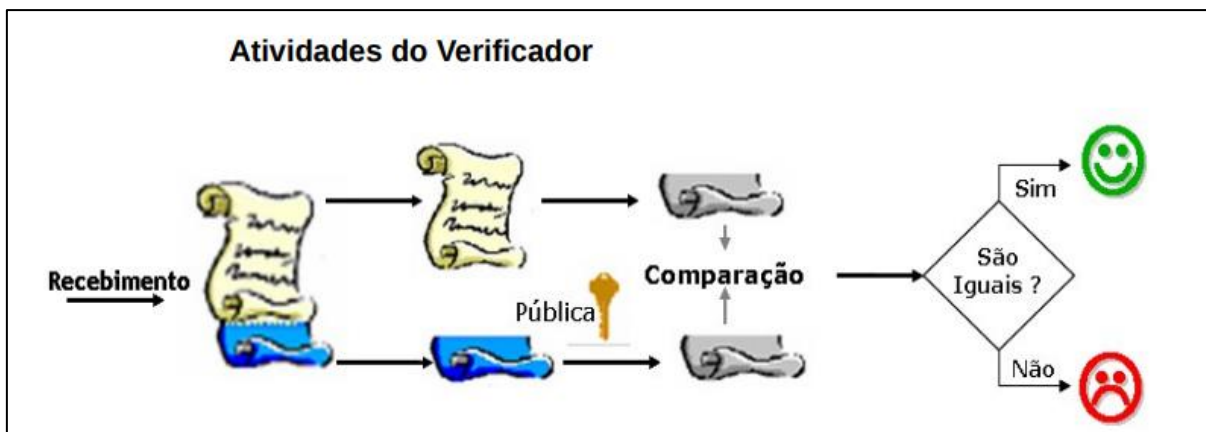 Atividades do Verificador
Recebimento
Pública
Comparação
São
Iguais ?
Sim
Não